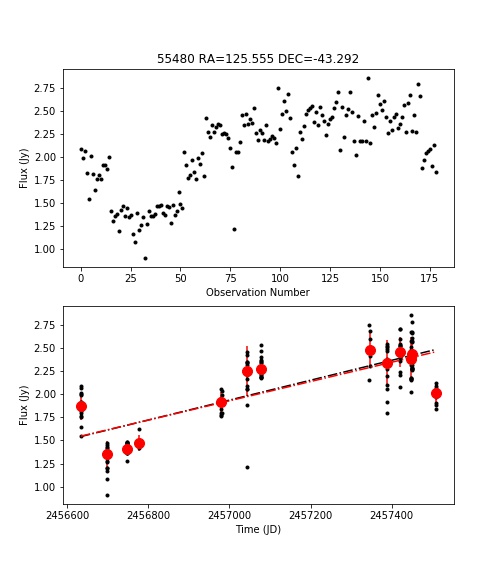 55480 RA=125.555 DEC=-43.292
2.75
2.50
2.25
2.00
1.75
1.50
1.25
1.00
Flux (Jy)
0 25 50 75 100 125 150 175
Observation Number
2.75
2.50
2.25
2.00
1.75
1.50
1.25
1.00
Flux (Jy)
2456600 2456800 2457000 2457200 2457400
Time (JD)